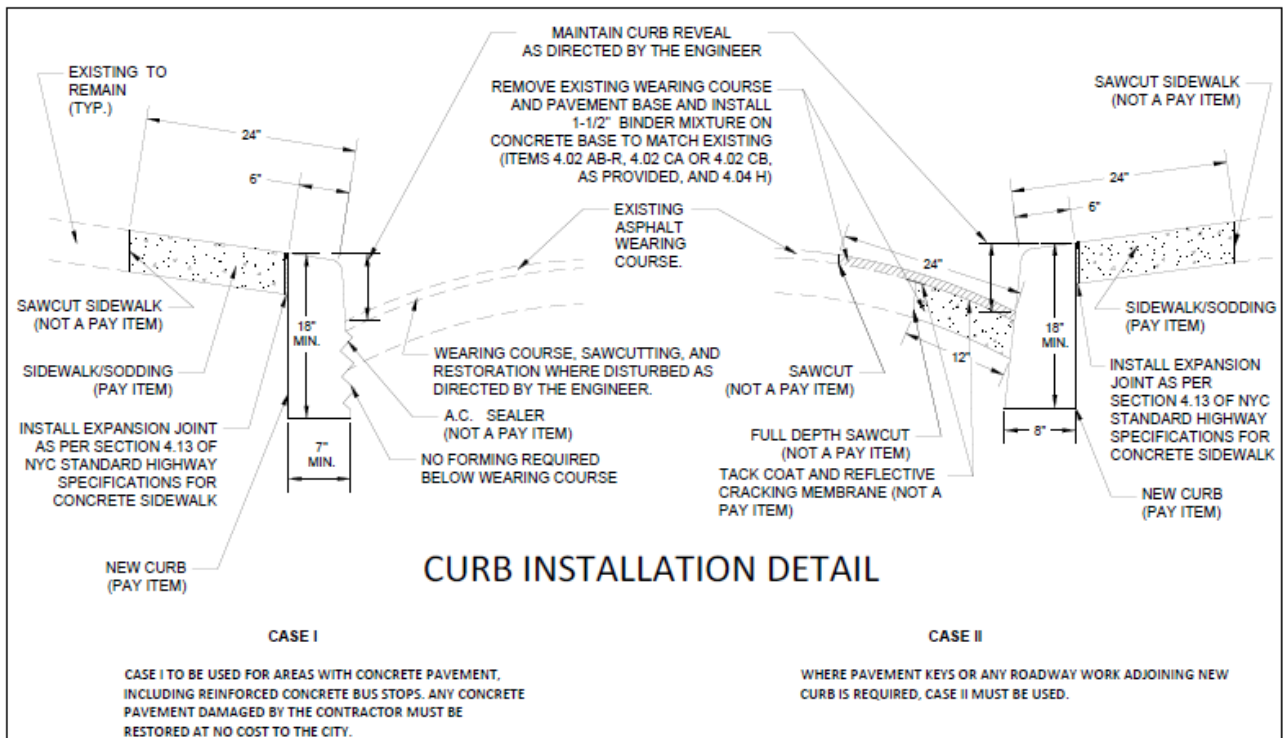 MAINTAIN CURB REVEAL
AS DIRECTED BY THE ENGINEER
EXISTING TO
REMAIN
(TYP.)
24"
6"
REMOVE EXISTING WEARING COURSE
AND PAVEMENT BASE AND INSTALL
1-1/2" BINDER MIXTURE ON
CONCRETE BASE TO MATCH EXISTING
(ITEMS 4.02 AB-R, 4.02 CA OR 4.02 CB,
AS PROVIDED, AND 4.04 H)
SAWCUT SIDEWALK
(NOT A PAY ITEM)
24"
6"
EXISTING
ASPHALT
WEARING
COURSE.
24"
12"
SAWCUT SIDEWALK
(NOT A PAY ITEM)
SIDEWALK/SODDING
(PAY ITEM)
INSTALL EXPANSION JOINT
AS PER SECTION 4.13 OF
NYC STANDARD HIGHWAY
SPECIFICATIONS FOR
CONCRETE SIDEWALK
NEW CURB
(PAY ITEM)
18"
MIN.
7"
MIN.
WEARING COURSE, SAWCUTTING, AND
RESTORATION WHERE DISTURBED AS
DIRECTED BY THE ENGINEER.
A.C. SEALER
(NOT A PAY ITEM)
NO FORMING REQUIRED
BELOW WEARING COURSE
SAWCUT
(NOT A PAY ITEM)
FULL DEPTH SAWCUT
(NOT A PAY ITEM)
TACK COAT AND REFLECTIVE
CRACKING MEMBRANE (NOT A
PAY ITEM)
18"
MIN.
8"
SIDEWALK/SODDING
(PAY ITEM)
INSTALL EXPANSION
JOINT AS PER
SECTION 4.13 OF NYC
STANDARD HIGHWAY
SPECIFICATIONS FOR
CONCRETE SIDEWALK
NEW CURB
(PAY ITEM)
CURB INSTALLATION DETAIL
CASE I
CASE I TO BE USED FOR AREAS WITH CONCRETE PAVEMENT,
INCLUDING REINFORCED CONCRETE BUS STOPS. ANY CONCRETE
PAVEMENT DAMAGED BY THE CONTRACTOR MUST BE
RESTORED AT NO COST TO THE CITY.
CASE II
WHERE PAVEMENT KEYS OR ANY ROADWAY WORK ADJOINING NEW
CURB IS REQUIRED, CASE II MUST BE USED.